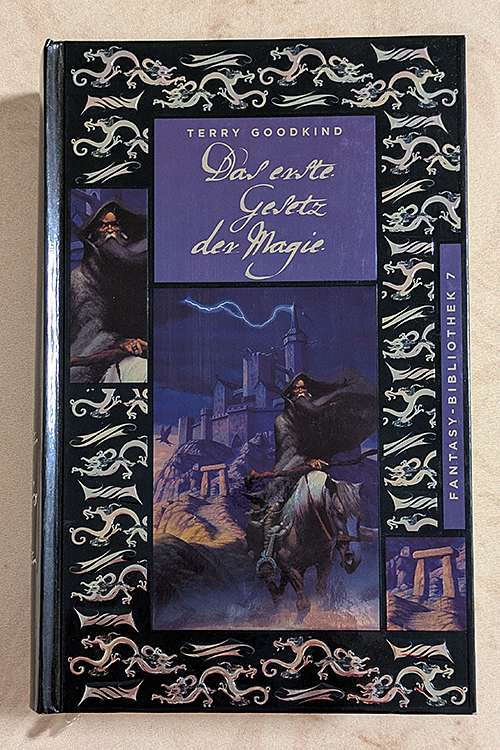 TERRY GOODKIND
Das erste
Gesetz
der Magie
FANTASY-BIBLIOTHEK 7